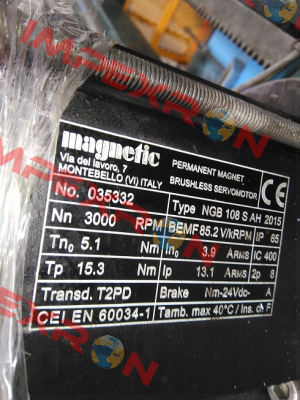 IMPEXRON
magnetic
Via del lavoro, 7
MONTEBELLO (VI) ITALY
PERMANENT MAGNET
BRUSHLESS SERVOMOTOR
No. 035332 Type NGB 108 S AH 2015
Nn 3000 RPM BEMF 85.2 V/kRPM IP 65
Tn0 5.1 Nm In 3.9 ARMS IC 400
Tp 15.3 Nm Ip 13.1 ARMS 2p 8
Transd. T2PD Brake Nm-24Vdc- A
CEI EN 60034-1 Tamb. max 40°C / Ins. cl. F